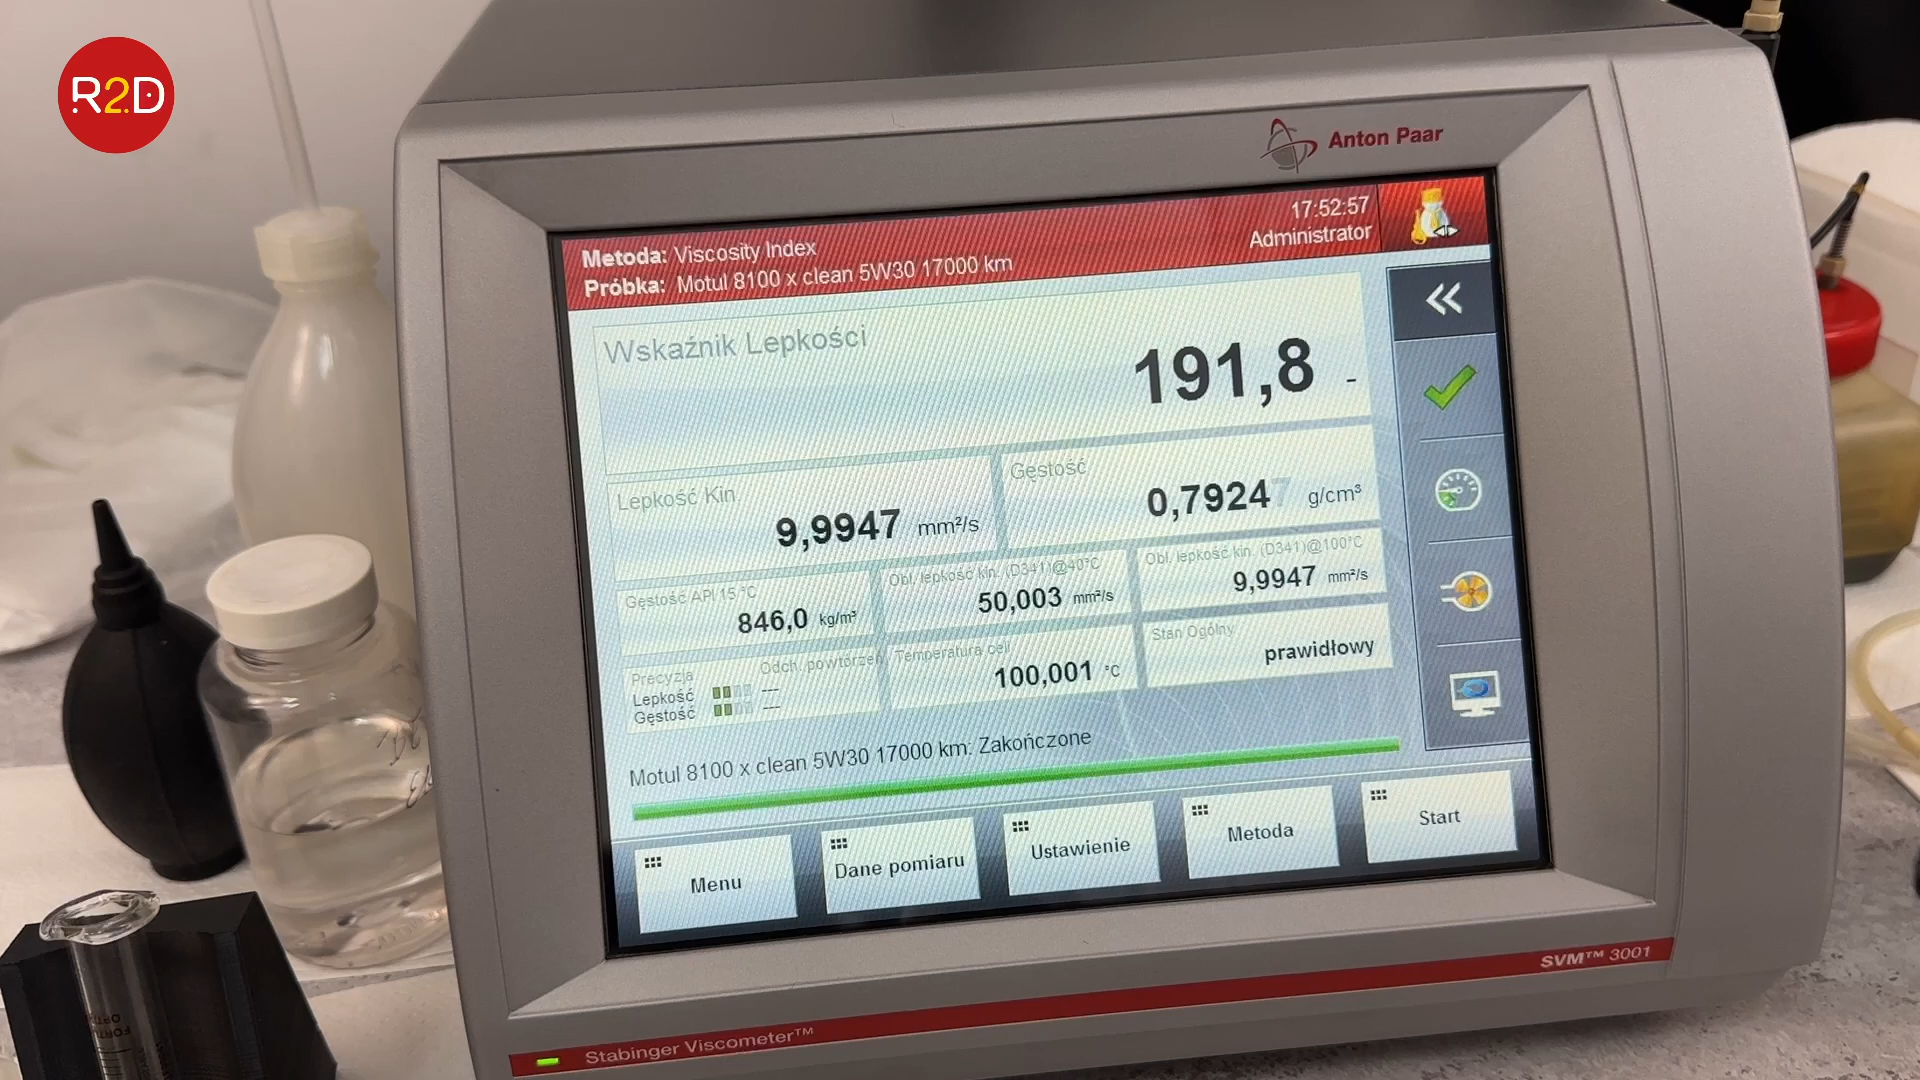 R2D
Anton Paar
17:52:57
Administrator
Metoda: Viscosity Index
Próbka: Motul 8100 x clean 5W30 17000 km
Wskaźnik Lepkości
191,8 -
Lepkość Kin.
9,9947 mm²/s
Gęstość
0,79247 g/cm³
Gęstość API 15 °C
846,0 kg/m³
Obl. lepkość kin. (D341)@40°C
50,003 mm²/s
Obl. lepkość kin. (D341)@100°C
9,9947 mm²/s
Precyzja
Odch. powtórzeń
Lepkość ---
Gęstość ---
Temperatura celi
100,001 °C
Stan Ogólny
prawidłowy
Motul 8100 x clean 5W30 17000 km: Zakończone
Menu
Dane pomiaru
Ustawienie
Metoda
Start
SVM™ 3001
Stabinger Viscometer™